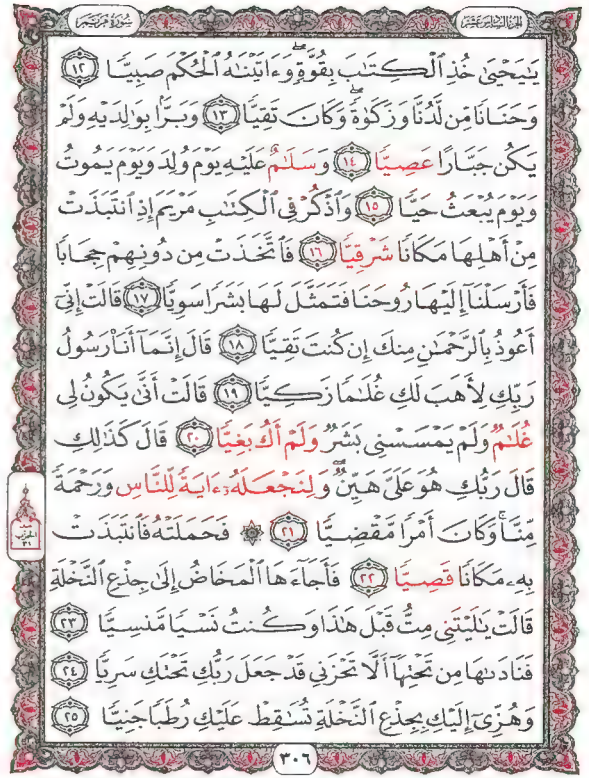 الجزء السادس عشر
سورة مريم
يَٰيَحْيَىٰ خُذِ ٱلْكِتَٰبَ بِقُوَّةٍۖ وَءَاتَيْنَٰهُ ٱلْحُكْمَ صَبِيًّا ١٢
وَحَنَانًا مِّن لَّدُنَّا وَزَكَوٰةًۖ وَكَانَ تَقِيًّا ١٣ وَبَرًّۢا بِوَٰلِدَيْهِ وَلَمْ
يَكُن جَبَّارًا عَصِيًّا ١٤ وَسَلَٰمٌ عَلَيْهِ يَوْمَ وُلِدَ وَيَوْمَ يَمُوتُ
وَيَوْمَ يُبْعَثُ حَيًّا ١٥ وَٱذْكُرْ فِي ٱلْكِتَٰبِ مَرْيَمَ إِذِ ٱنتَبَذَتْ
مِنْ أَهْلِهَا مَكَانًا شَرْقِيًّا ١٦ فَٱتَّخَذَتْ مِن دُونِهِمْ حِجَابًا
فَأَرْسَلْنَآ إِلَيْهَا رُوحَنَا فَتَمَثَّلَ لَهَا بَشَرًا سَوِيًّا ١٧ قَالَتْ إِنِّيٓ
أَعُوذُ بِٱلرَّحْمَٰنِ مِنكَ إِن كُنتَ تَقِيًّا ١٨ قَالَ إِنَّمَآ أَنَا۠ رَسُولُ
رَبِّكِ لِأَهَبَ لَكِ غُلَٰمًا زَكِيًّا ١٩ قَالَتْ أَنَّىٰ يَكُونُ لِي
غُلَٰمٌ وَلَمْ يَمْسَسْنِي بَشَرٌ وَلَمْ أَكُ بَغِيًّا ٢٠ قَالَ كَذَٰلِكِ
قَالَ رَبُّكِ هُوَ عَلَيَّ هَيِّنٌۖ وَلِنَجْعَلَهُۥٓ ءَايَةً لِّلنَّاسِ وَرَحْمَةً
مِّنَّاۚ وَكَانَ أَمْرًا مَّقْضِيًّا ٢١ ۞ فَحَمَلَتْهُ فَٱنتَبَذَتْ
بِهِۦ مَكَانًا قَصِيًّا ٢٢ فَأَجَآءَهَا ٱلْمَخَاضُ إِلَىٰ جِذْعِ ٱلنَّخْلَةِ
قَالَتْ يَٰلَيْتَنِي مِتُّ قَبْلَ هَٰذَا وَكُنتُ نَسْيًا مَّنسِيًّا ٢٣
فَنَادَىٰهَا مِن تَحْتِهَآ أَلَّا تَحْزَنِي قَدْ جَعَلَ رَبُّكِ تَحْتَكِ سَرِيًّا ٢٤
وَهُزِّيٓ إِلَيْكِ بِجِذْعِ ٱلنَّخْلَةِ تُسَٰقِطْ عَلَيْكِ رُطَبًا جَنِيًّا ٢٥
الحزب
٣١
٣٠٦